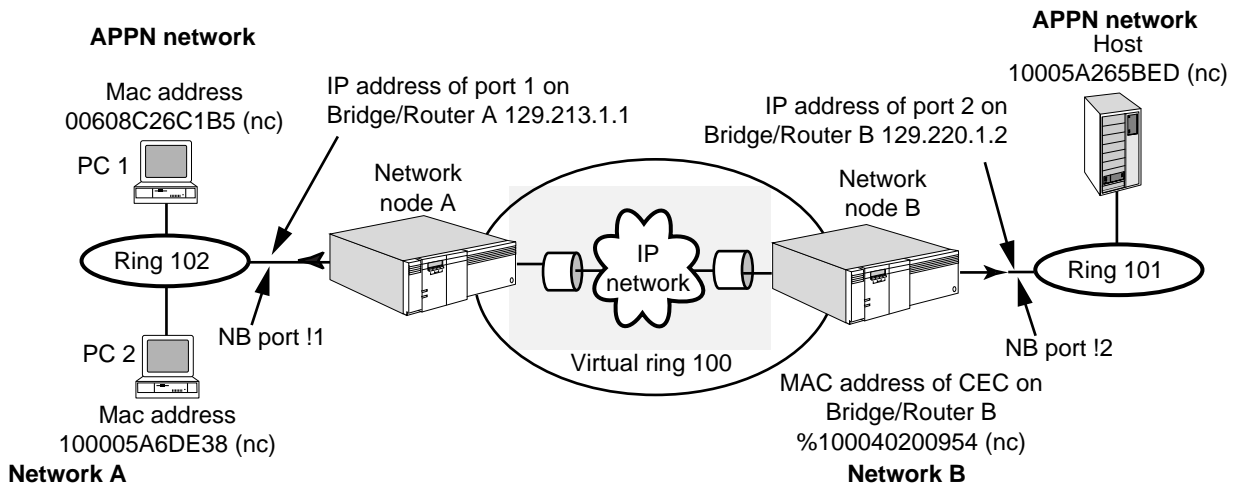 APPN network
Mac address
00608C26C1B5 (nc)
PC 1
IP address of port 1 on
Bridge/Router A 129.213.1.1
Network
node A
Ring 102
NB port !1
PC 2
Mac address
100005A6DE38 (nc)
Network A
IP
network
Virtual ring 100
APPN network
Host
10005A265BED (nc)
IP address of port 2 on
Bridge/Router B 129.220.1.2
Network
node B
Ring 101
NB port !2
MAC address of CEC on
Bridge/Router B
%100040200954 (nc)
Network B